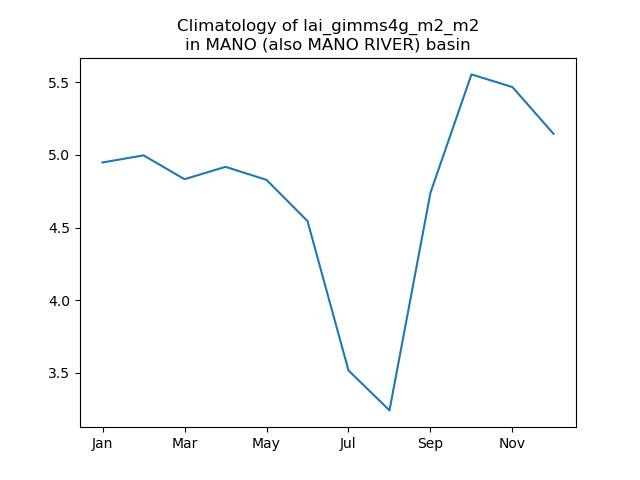 Climatology of lai_gimms4g_m2_m2
in MANO (also MANO RIVER) basin
5.5
5.0
4.5
4.0
3.5
Jan Mar May Jul Sep Nov